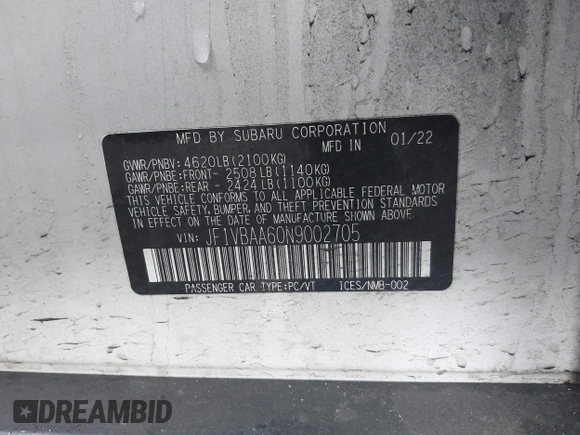 MFD BY SUBARU CORPORATION
MFD IN 01/22
GVWR/PNBV: 4620LB(2100KG)
GAWR/PNBE:FRONT- 2508 LB(1140KG)
GAWR/PNBE:REAR - 2424 LB(1100KG)
THIS VEHICLE CONFORMS TO ALL APPLICABLE FEDERAL MOTOR
VEHICLE SAFETY, BUMPER, AND THEFT PREVENTION STANDARDS
IN EFFECT ON THE DATE OF MANUFACTURE SHOWN ABOVE.
VIN: JF1VBAA60N9002705
PASSENGER CAR TYPE:PC/VT ICES/NMB-002
DREAMBID